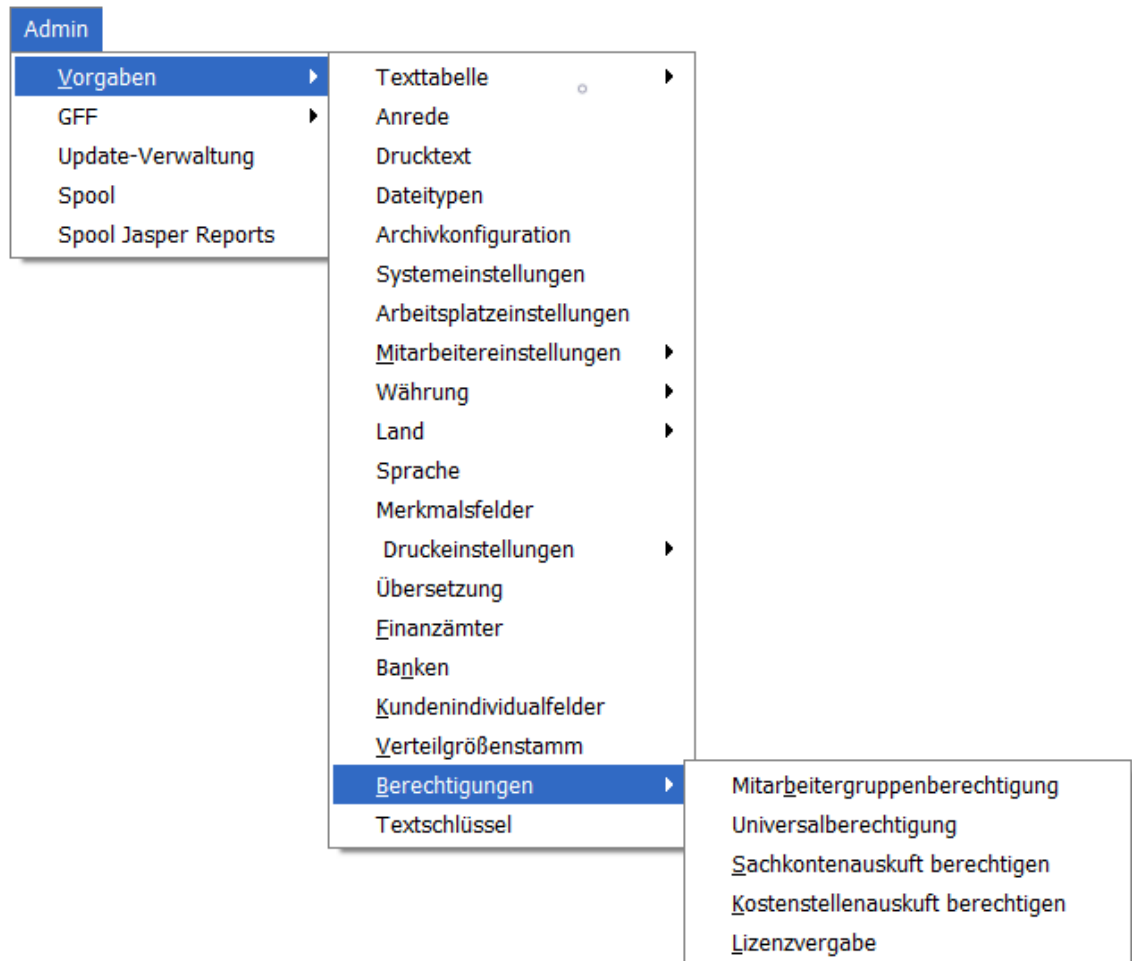 Admin
Vorgaben
GFF
Update-Verwaltung
Spool
Spool Jasper Reports
Texttabelle
Anrede
Drucktext
Dateitypen
Archivkonfiguration
Systemeinstellungen
Arbeitsplatzeinstellungen
Mitarbeitereinstellungen
Währung
Land
Sprache
Merkmalsfelder
Druckeinstellungen
Übersetzung
Finanzämter
Banken
Kundenindividualfelder
Verteilgrößenstamm
Berechtigungen
Textschlüssel
Mitarbeitergruppenberechtigung
Universalberechtigung
Sachkontenauskuft berechtigen
Kostenstellenauskuft berechtigen
Lizenzvergabe